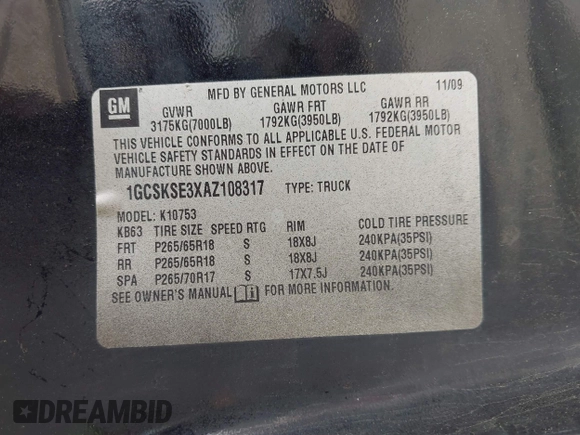 GM
MFD BY GENERAL MOTORS LLC 11/09
GVWR GAWR FRT GAWR RR
3175KG(7000LB) 1792KG(3950LB) 1792KG(3950LB)
THIS VEHICLE CONFORMS TO ALL APPLICABLE U.S. FEDERAL MOTOR
VEHICLE SAFETY STANDARDS IN EFFECT ON THE DATE OF
MANUFACTURE SHOWN ABOVE.
1GCSKSE3XAZ108317 TYPE: TRUCK
MODEL: K10753
KB63 TIRE SIZE SPEED RTG RIM COLD TIRE PRESSURE
FRT P265/65R18 S 18X8J 240KPA(35PSI)
RR P265/65R18 S 18X8J 240KPA(35PSI)
SPA P265/70R17 S 17X7.5J 240KPA(35PSI)
SEE OWNER'S MANUAL FOR MORE INFORMATION.
DREAMBID